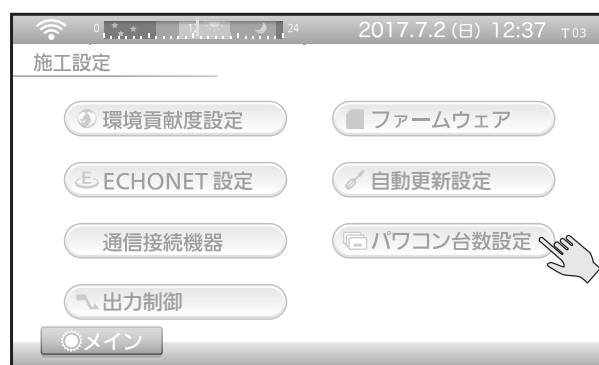 0 12 24 2017.7.2 (日) 12:37 T03
施工設定
環境貢献度設定
ファームウェア
ECHONET 設定
自動更新設定
通信接続機器
パワコン台数設定
出力制御
メイン